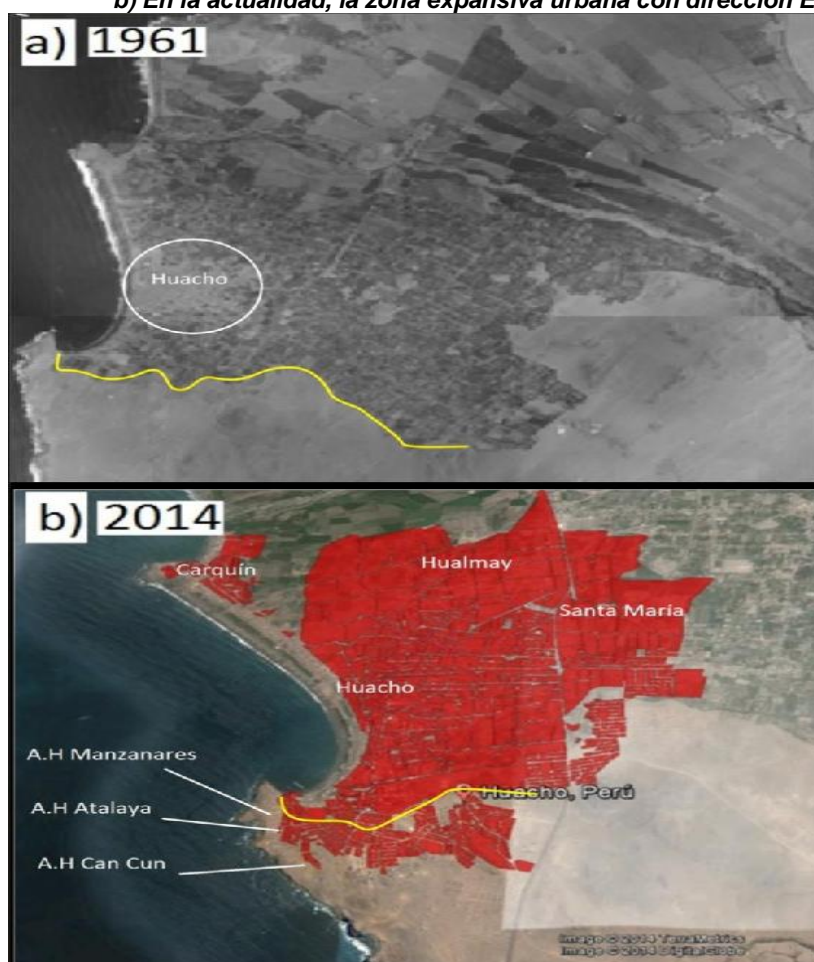 b) En la actualidad, la zona expansiva urbana con dirección E
a) 1961
Huacho
b) 2014
Carquín
Hualmay
Santa María
Huacho
A.H Manzanares
Huacho, Perú
A.H Atalaya
A.H Can Cun
Image © 2014 TerraMetrics
Image © 2014 DigitalGlobe